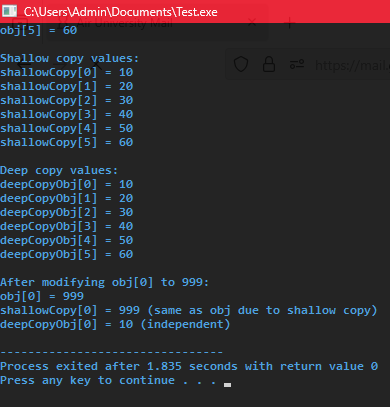 C:\Users\Admin\Documents\Test.exe
obj[5] = 60
Shallow copy values:
shallowCopy[0] = 10
shallowCopy[1] = 20
shallowCopy[2] = 30
shallowCopy[3] = 40
shallowCopy[4] = 50
shallowCopy[5] = 60
Deep copy values:
deepCopyObj[0] = 10
deepCopyObj[1] = 20
deepCopyObj[2] = 30
deepCopyObj[3] = 40
deepCopyObj[4] = 50
deepCopyObj[5] = 60
After modifying obj[0] to 999:
obj[0] = 999
shallowCopy[0] = 999 (same as obj due to shallow copy)
deepCopyObj[0] = 10 (independent)
--------------------------------
Process exited after 1.835 seconds with return value 0
Press any key to continue . . .
University Mail
https://mail